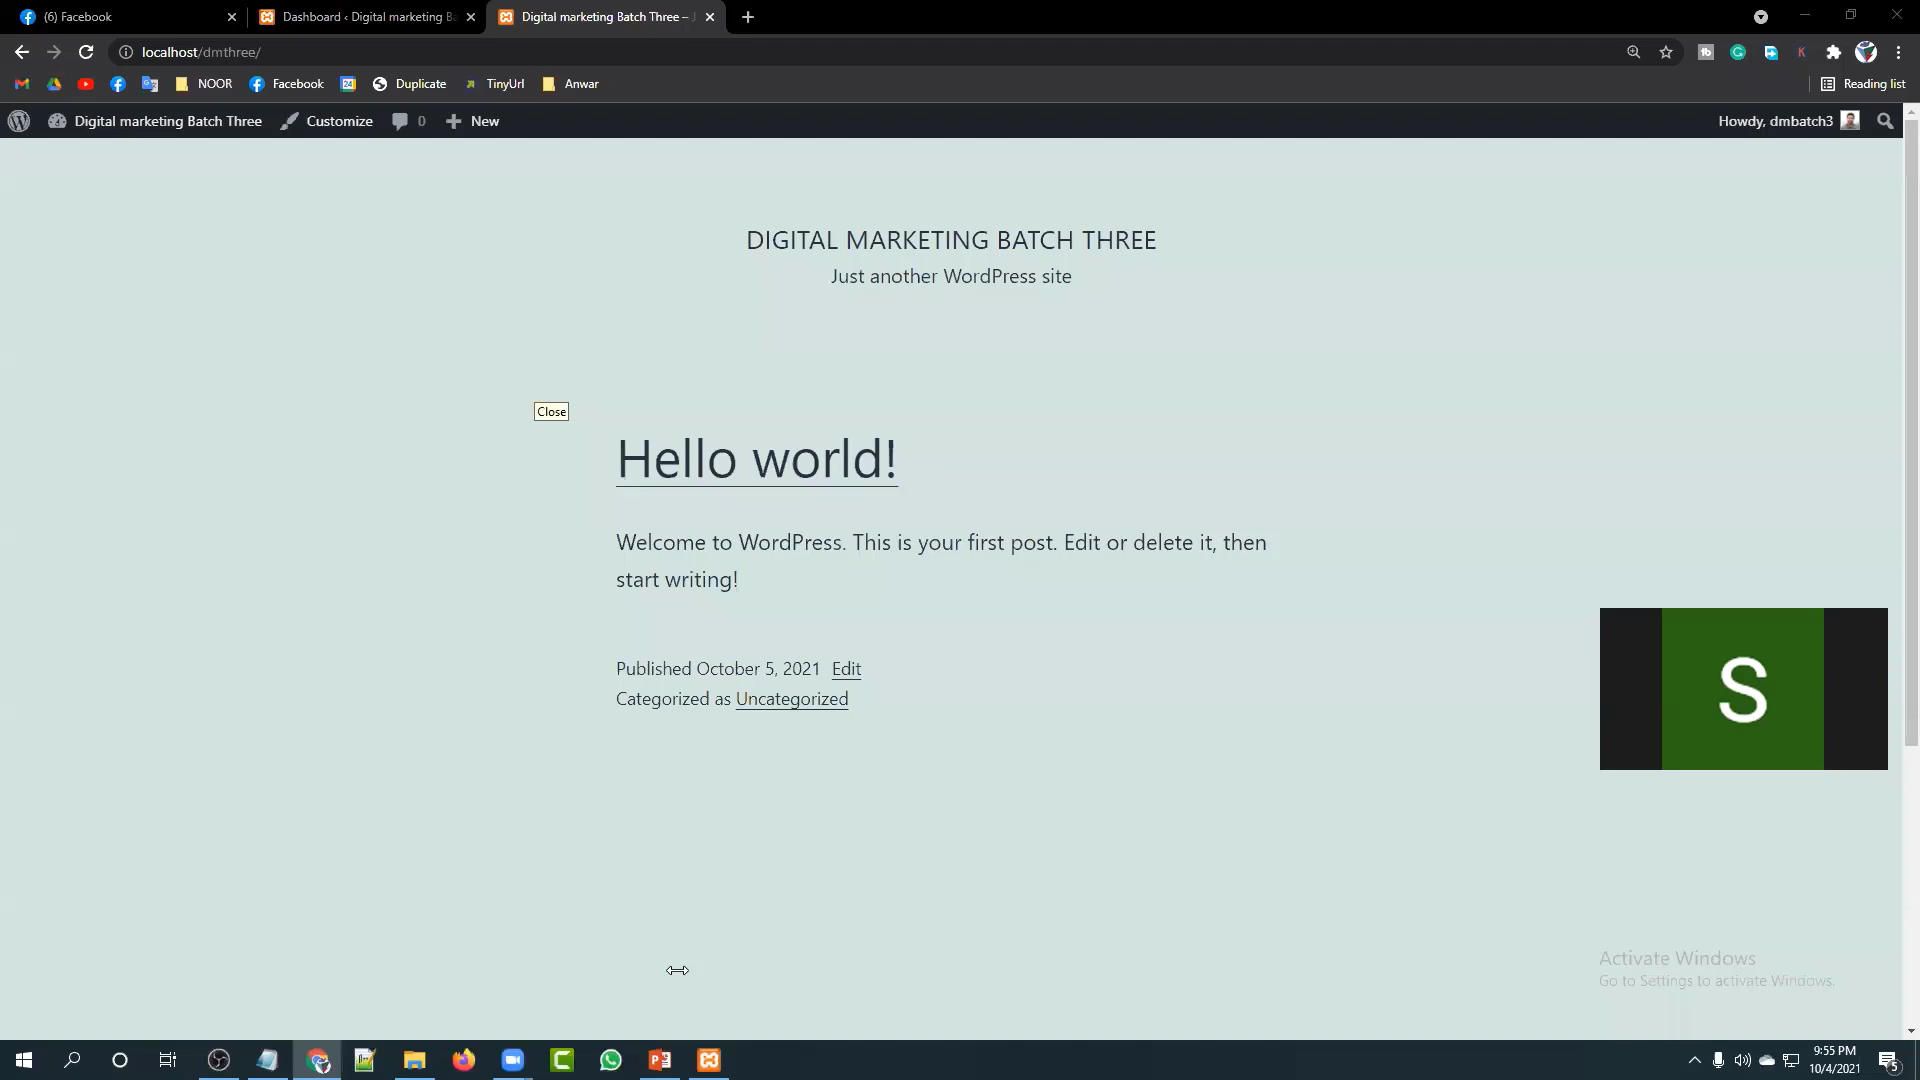 (6) Facebook
Dashboard ‹ Digital marketing Ba
Digital marketing Batch Three –
localhost/dmthree/
NOOR
Facebook
24
Duplicate
TinyUrl
Anwar
Reading list
Digital marketing Batch Three
Customize
0
New
Howdy, dmbatch3
DIGITAL MARKETING BATCH THREE
Just another WordPress site
Close
Hello world!
Welcome to WordPress. This is your first post. Edit or delete it, then
start writing!
Published October 5, 2021 Edit
Categorized as Uncategorized
S
Activate Windows
Go to Settings to activate Windows.
9:55 PM
10/4/2021
5